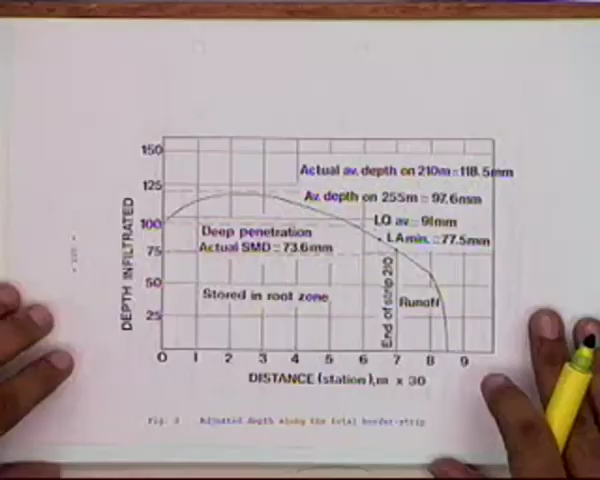 150
Actual av. depth on 210m = 118.5mm
125
Av. depth on 255m = 97.6mm
100
LQ av = 91mm
Deep penetration
LAmin. = 77.5mm
Actual SMD = 73.6mm
75
DEPTH INFILTRATED
50
Stored in root zone
End of strip 210
Runoff
25
0 1 2 3 4 5 6 7 8 9
DISTANCE (station), m x 30
Fig. Adjusted depth along the total border-strip